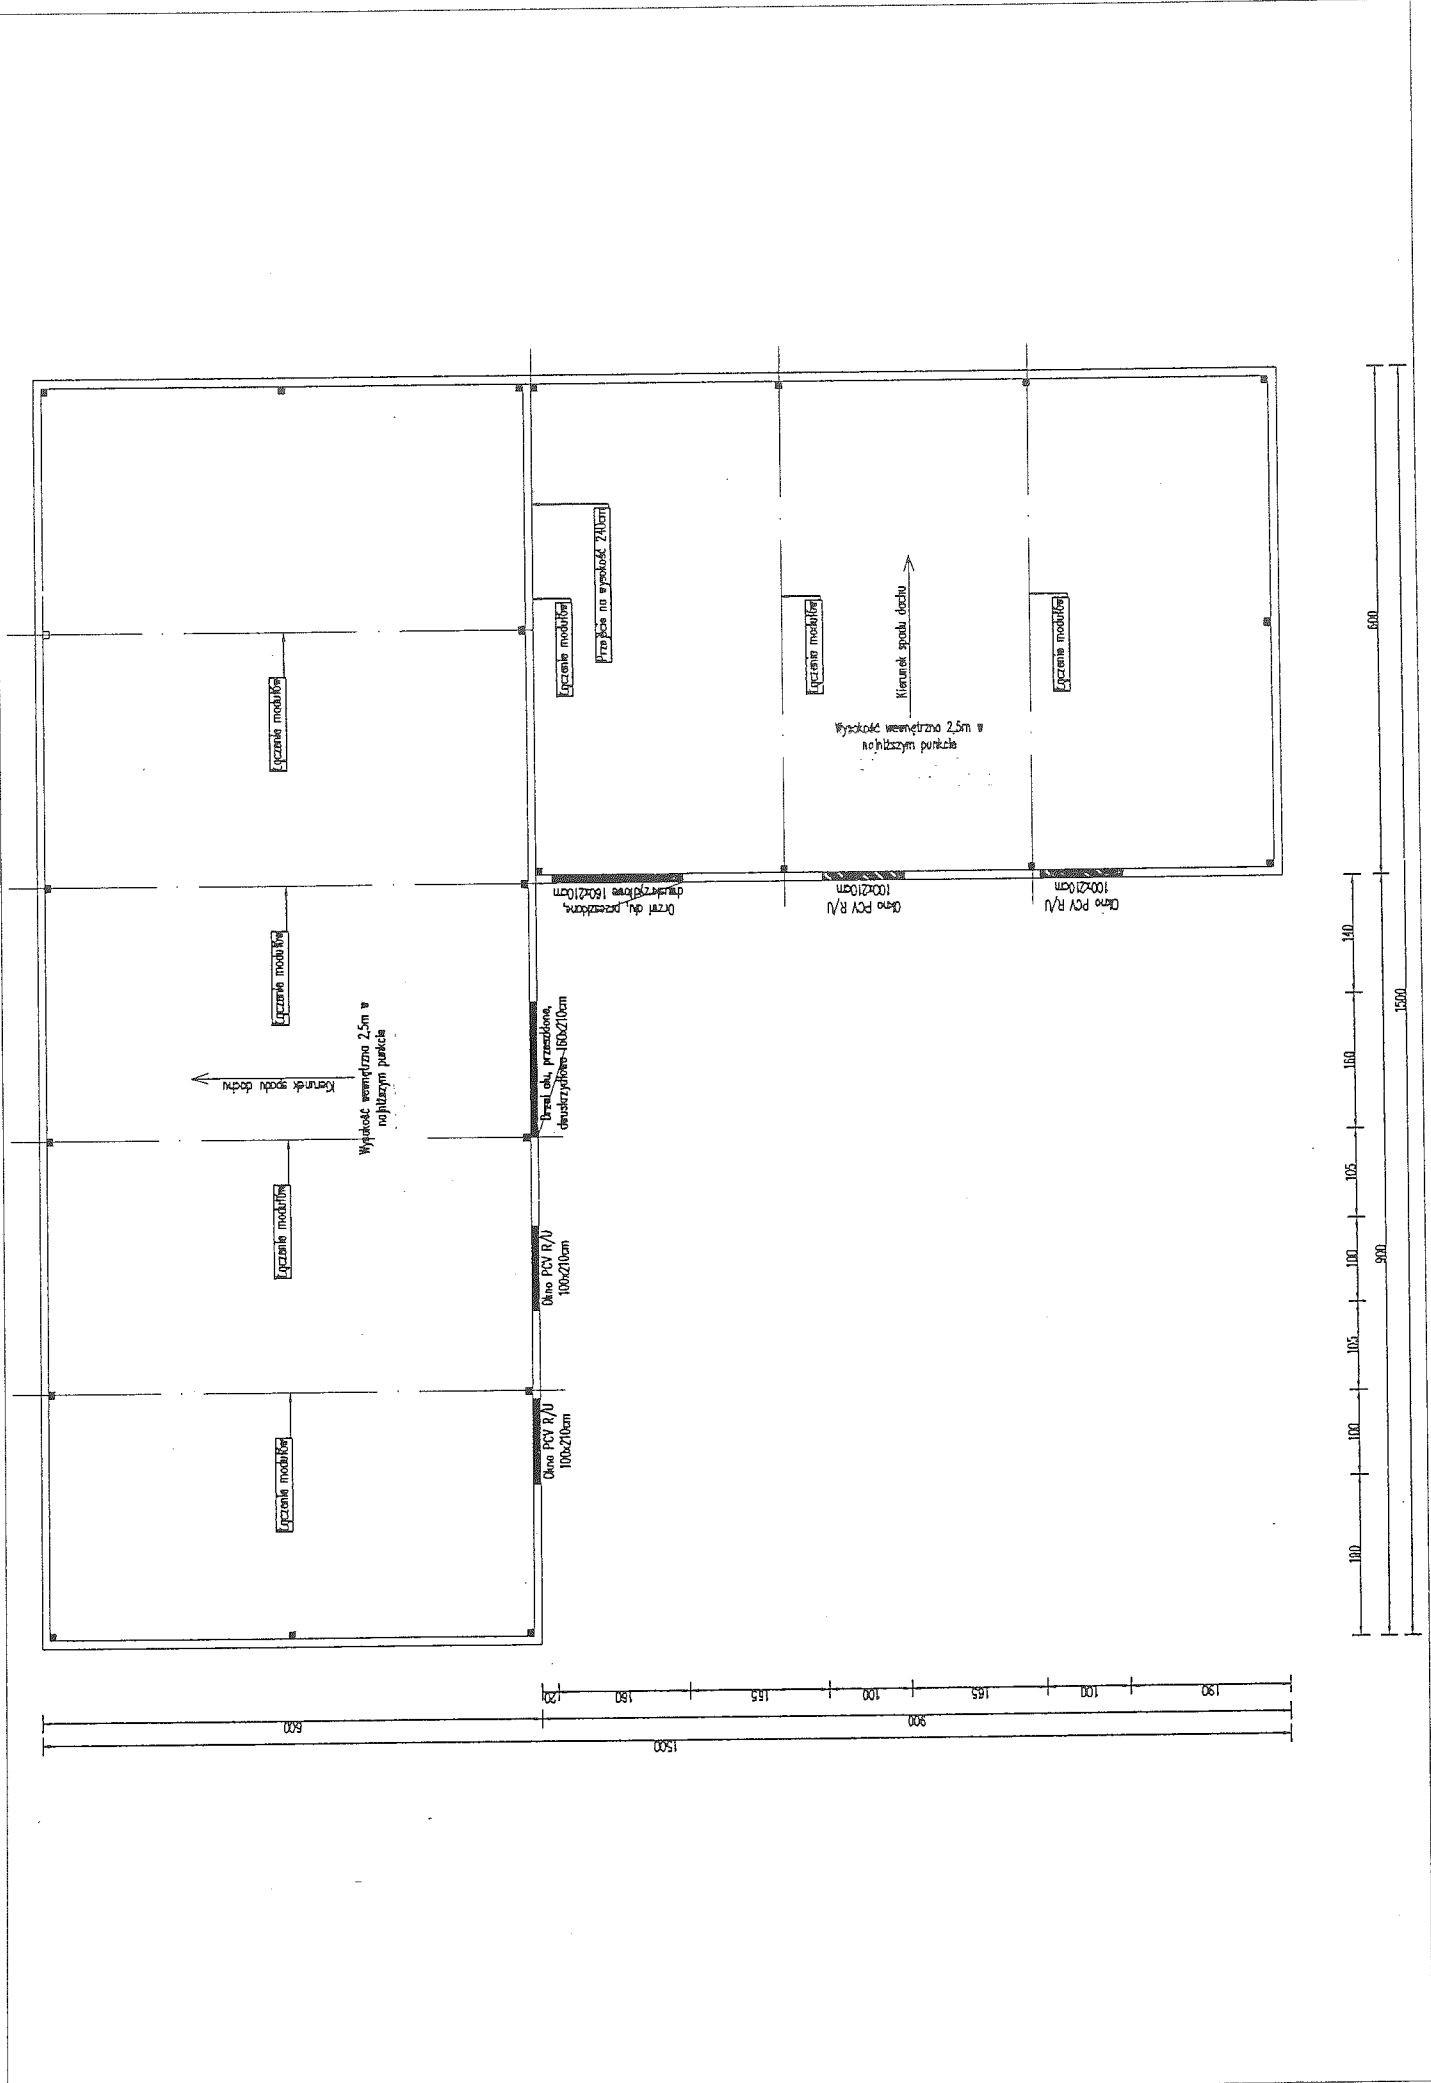 Łączenie modułów
Łączenie modułów
Łączenie modułów
Łączenie modułów
Kierunek spadu dachu
Wysokość wewnętrzna 2,5m w
najniższym punkcie
Okno PCV R/U
100x210cm
Okno PCV R/U
100x210cm
Drzwi alu, przeszklone,
dwuskrzydłowe 160x210cm
Łączenie modułów
Przejście na wysokość 240cm
Drzwi alu, przeszklone,
dwuskrzydłowe 160x210cm
Łączenie modułów
Okno PCV R/U
100x210cm
Wysokość wewnętrzna 2,5m w
najniższym punkcie
Kierunek spadu dachu
Łączenie modułów
Okno PCV R/U
100x210cm
600
900
1500
20
160
165
100
165
100
190
190
100
105
100
105
160
140
900
600
1500